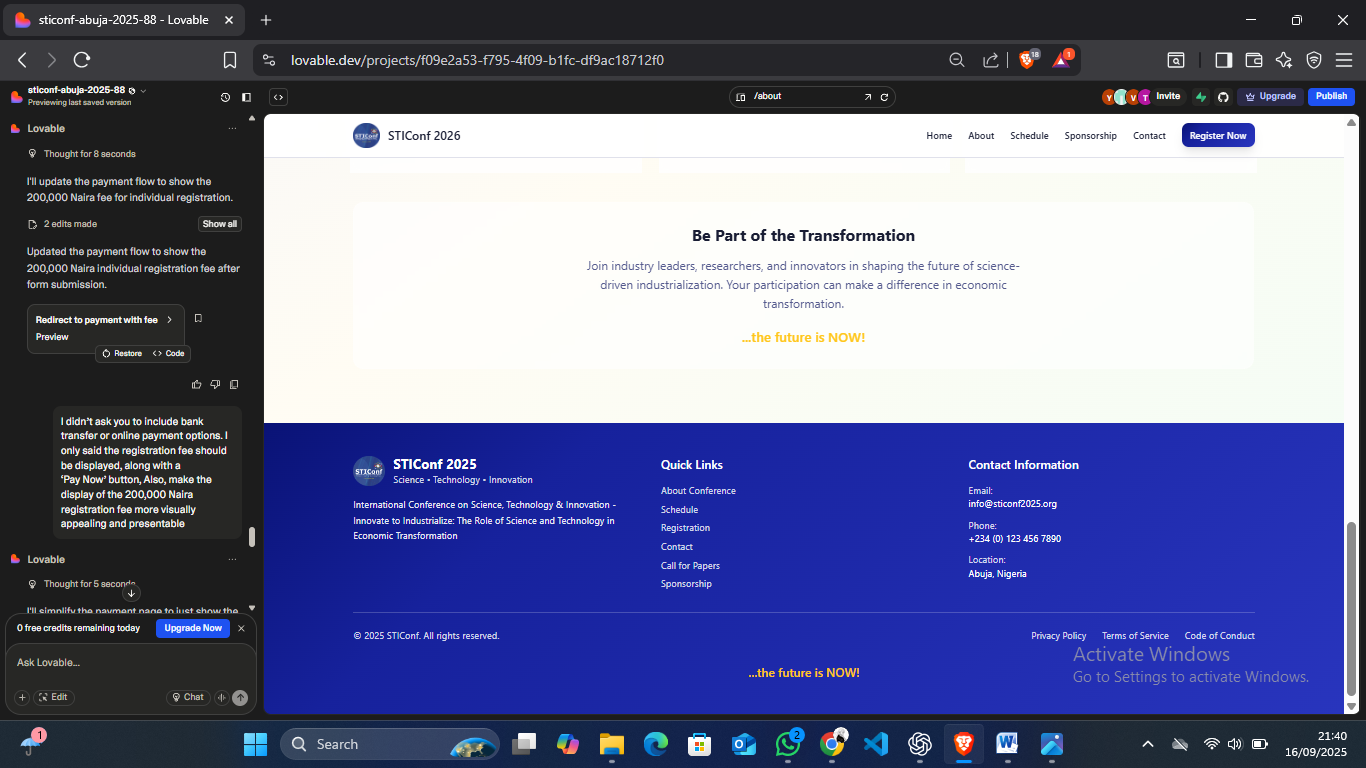 sticonf-abuja-2025-88 - Lovable
lovable.dev/projects/f09e2a53-f795-4f09-b1fc-df9ac18712f0
18
1
sticonf-abuja-2025-88
Previewing last saved version
/about
Y
V
T
Invite
Upgrade
Publish
Lovable
Thought for 8 seconds
I'll update the payment flow to show the
200,000 Naira fee for individual registration.
2 edits made
Show all
Updated the payment flow to show the
200,000 Naira individual registration fee after
form submission.
Redirect to payment with fee
Preview
Restore
Code
I didn't ask you to include bank
transfer or online payment options. I
only said the registration fee should
be displayed, along with a
‘Pay Now’ button, Also, make the
display of the 200,000 Naira
registration fee more visually
appealing and presentable
Lovable
Thought for 5 seconds
I'll simplify the payment page to just show the
0 free credits remaining today
Upgrade Now
Ask Lovable...
Edit
Chat
STIConf 2026
Home
About
Schedule
Sponsorship
Contact
Register Now
Be Part of the Transformation
Join industry leaders, researchers, and innovators in shaping the future of science-
driven industrialization. Your participation can make a difference in economic
transformation.
...the future is NOW!
STIConf
STIConf 2025
Science • Technology • Innovation
International Conference on Science, Technology & Innovation -
Innovate to Industrialize: The Role of Science and Technology in
Economic Transformation
Quick Links
About Conference
Schedule
Registration
Contact
Call for Papers
Sponsorship
Contact Information
Email:
info@sticonf2025.org
Phone:
+234 (0) 123 456 7890
Location:
Abuja, Nigeria
© 2025 STIConf. All rights reserved.
Privacy Policy
Terms of Service
Code of Conduct
...the future is NOW!
Activate Windows
Go to Settings to activate Windows.
1
Search
2
21:40
16/09/2025